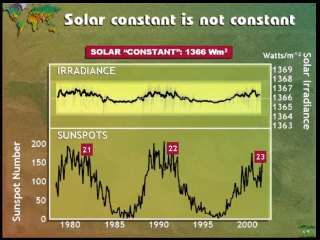 Solar constant is not constant
SOLAR "CONSTANT": 1366 Wm²
Watts/m^2
IRRADIANCE
1369
1368
1367
1366
1365
1364
1363
Solar Irradiance
SUNSPOTS
Sunspot Number
200
150
100
50
0
21
22
23
1980
1985
1990
1995
2000